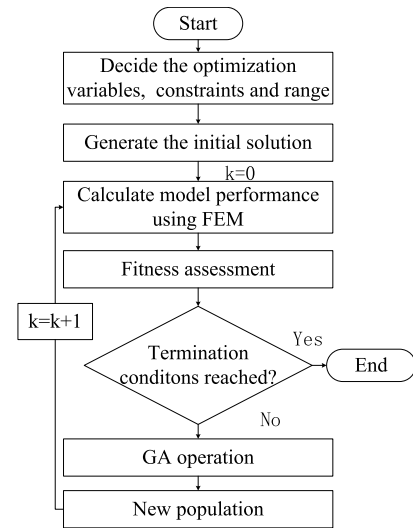 Start
Decide the optimization
variables, constraints and range
Generate the initial solution
k=0
Calculate model performance
using FEM
Fitness assessment
k=k+1
Termination
conditons reached?
Yes
End
No
GA operation
New population